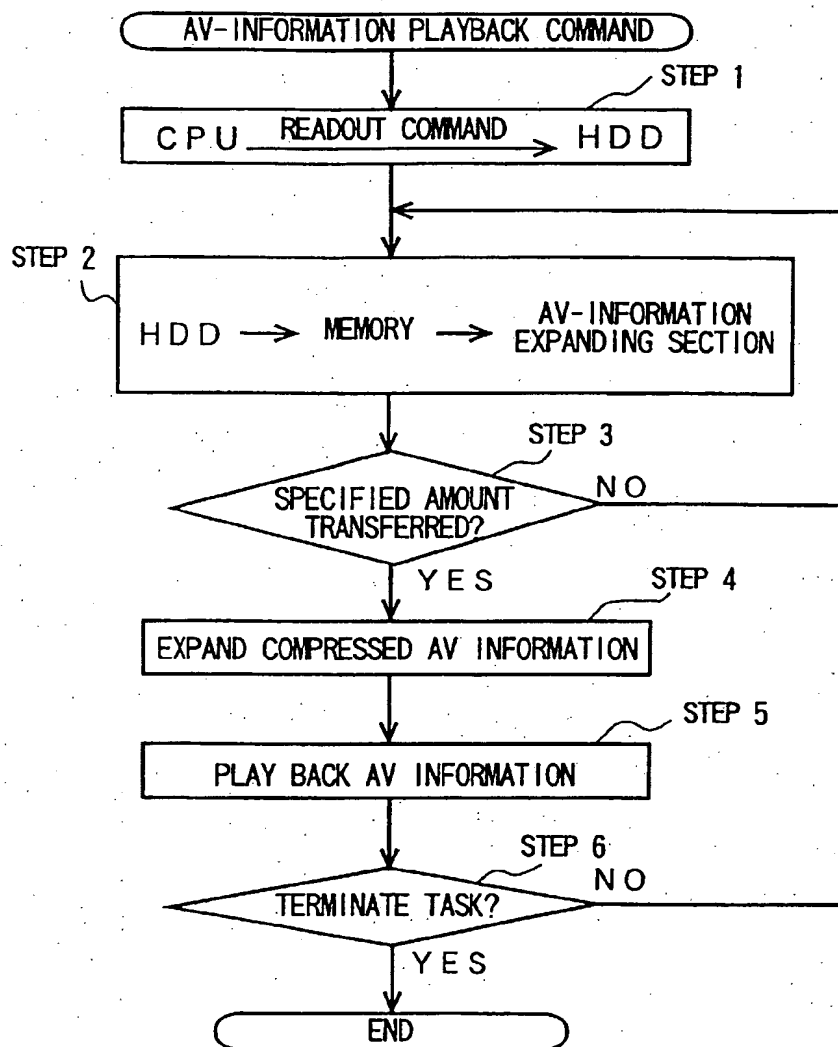 AV-INFORMATION PLAYBACK COMMAND
STEP 1
READOUT COMMAND
CPU
HDD
STEP 2
HDD
MEMORY
AV-INFORMATION
EXPANDING SECTION
STEP 3
SPECIFIED AMOUNT
TRANSFERRED?
NO
YES
STEP 4
EXPAND COMPRESSED AV INFORMATION
STEP 5
PLAY BACK AV INFORMATION
STEP 6
TERMINATE TASK?
NO
YES
END